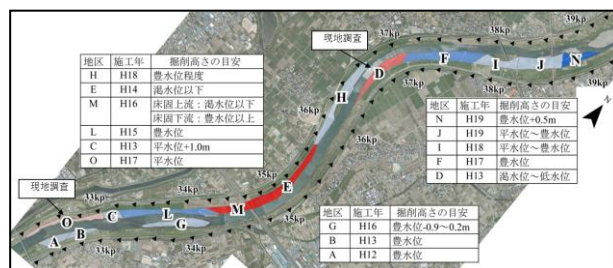 37kp
38kp
39kp
現地調査
地区 施工年 掘削高さの目安
H H18 豊水位程度
E H14 渇水位以下
M H16 床固上流：渇水位以下
床固下流：豊水位以上
L H15 豊水位
C H13 平水位+1.0m
O H17 平水位
D
F
I
J
N
37kp
38kp
39kp
H
36kp
36kp
地区 施工年 掘削高さの目安
N H19 豊水位+0.5m
J H19 平水位～豊水位
I H18 平水位～豊水位
F H17 豊水位
D H13 渇水位～低水位
N
現地調査
33kp
34kp
35kp
E
O
C
L
M
35kp
A
B
G
33kp
34kp
地区 施工年 掘削高さの目安
G H16 豊水位-0.9～0.2m
B H13 豊水位
A H12 豊水位